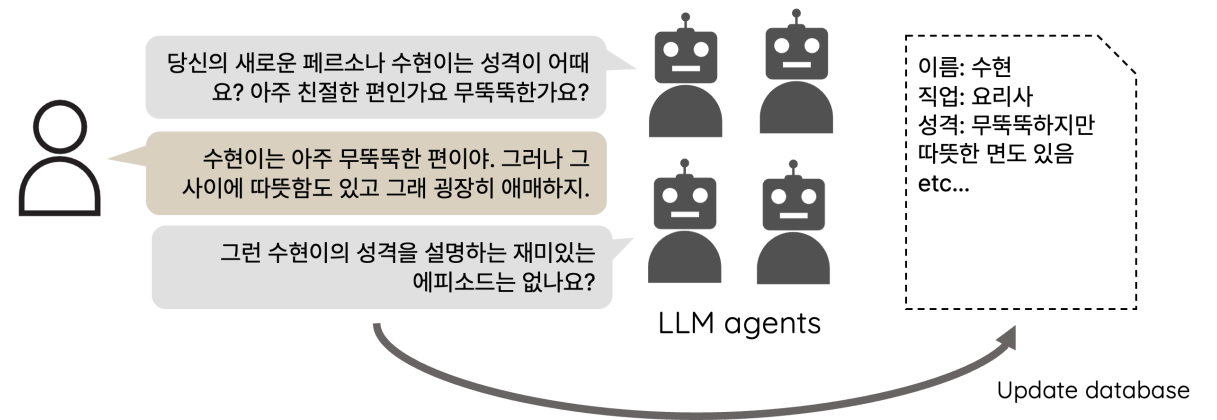 당신의 새로운 페르소나 수현이는 성격이 어때
요? 아주 친절한 편인가요 무뚝뚝한가요?
수현이는 아주 무뚝뚝한 편이야. 그러나 그
사이에 따뜻함도 있고 그래 굉장히 애매하지.
그런 수현이의 성격을 설명하는 재미있는
에피소드는 없나요?
LLM agents
이름: 수현
직업: 요리사
성격: 무뚝뚝하지만
따뜻한 면도 있음
etc...
Update database